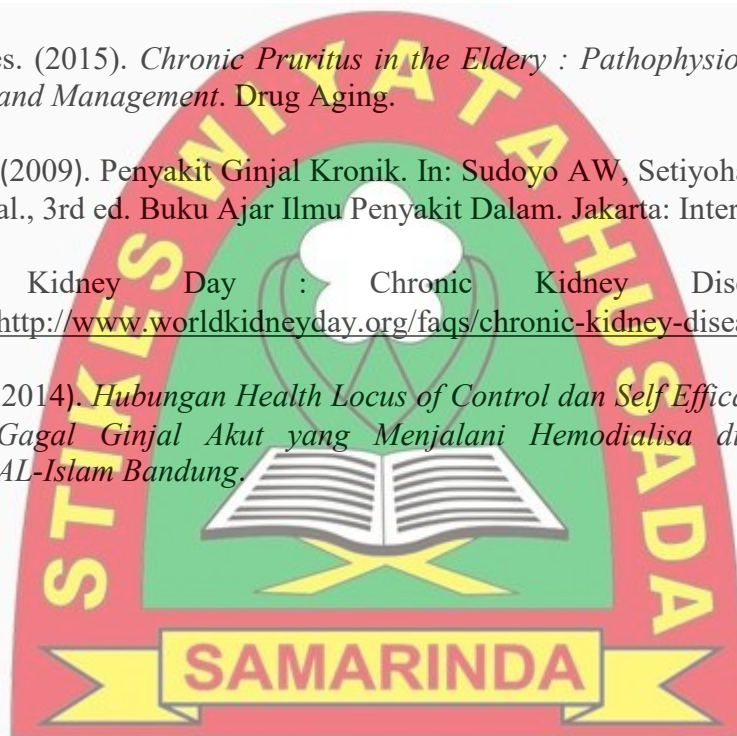 es. (2015). Chronic Pruritus in the Eldery : Pathophysio
and Management. Drug Aging.
(2009). Penyakit Ginjal Kronik. In: Sudoyo AW, Setiyoha
al., 3rd ed. Buku Ajar Ilmu Penyakit Dalam. Jakarta: Inter
Kidney Day : Chronic Kidney Dis
http://www.worldkidneyday.org/faqs/chronic-kidney-disea
2014). Hubungan Health Locus of Control dan Self Effica
Gagal Ginjal Akut yang Menjalani Hemodialisa di
AL-Islam Bandung.
STIKES WIYATA HUSADA
SAMARINDA